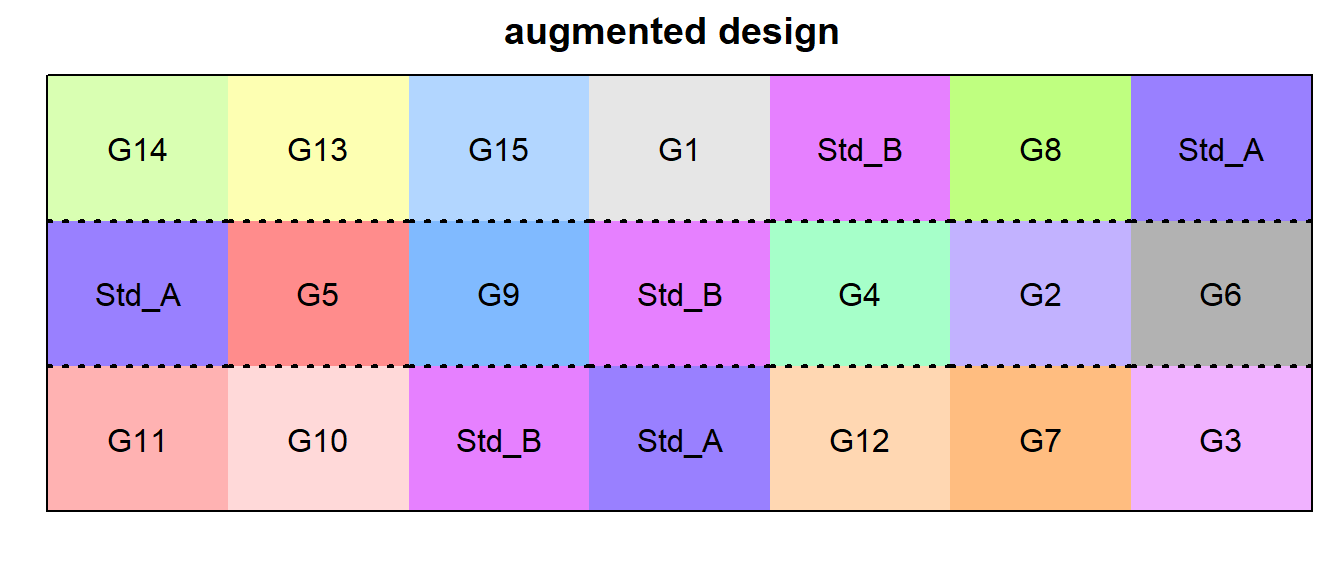 augmented design
G14 G13 G15 G1 Std_B G8 Std_A
Std_A G5 G9 Std_B G4 G2 G6
G11 G10 Std_B Std_A G12 G7 G3